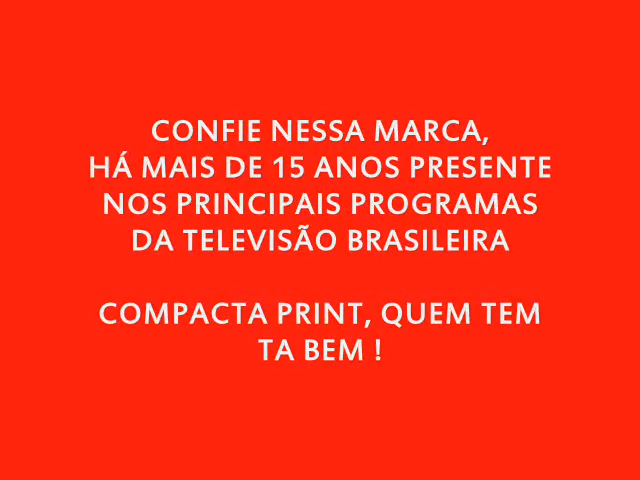 CONFIE NESSA MARCA,
HÁ MAIS DE 15 ANOS PRESENTE
NOS PRINCIPAIS PROGRAMAS
DA TELEVISÃO BRASILEIRA
COMPACTA PRINT, QUEM TEM
TA BEM !